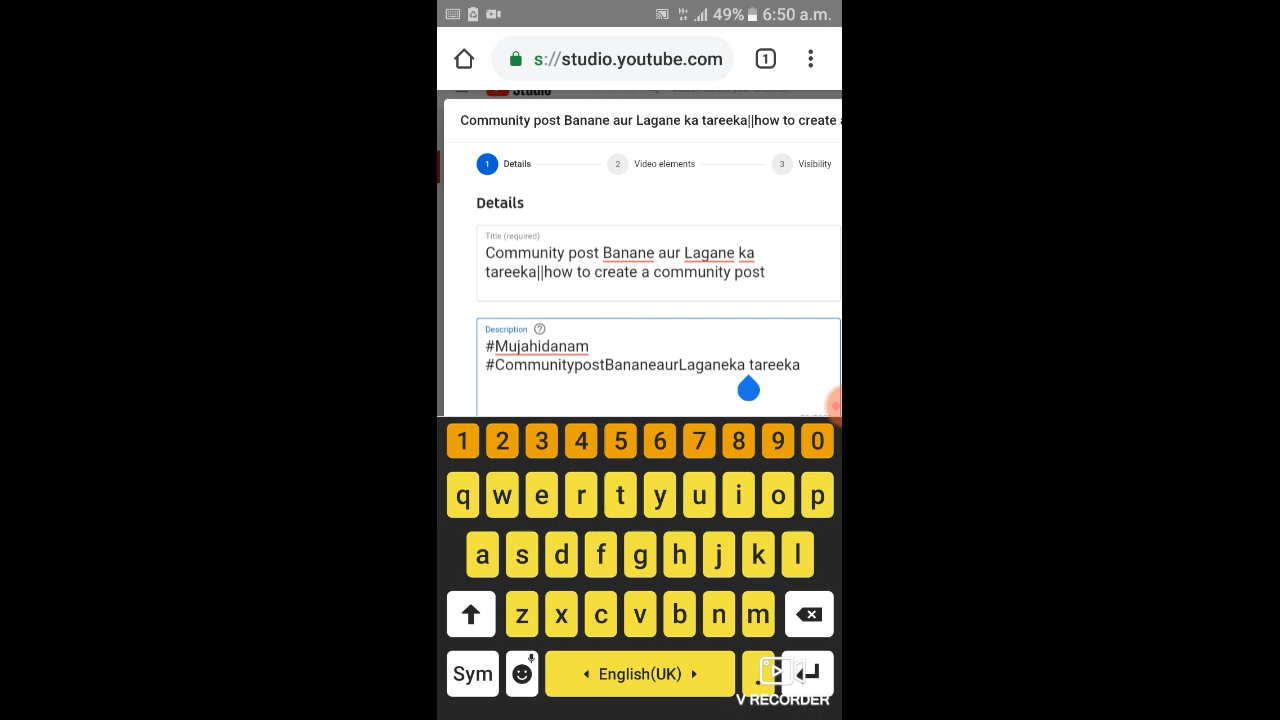 49% 6:50 a.m.
s://studio.youtube.com 1
Studio
Community post Banane aur Lagane ka tareeka||how to create
1 Details 2 Video elements 3 Visibility
Details
Title (required)
Community post Banane aur Lagane ka
tareeka||how to create a community post
Description ?
#Mujahidanam
#CommunitypostBananeaurLaganeka tareeka
1 2 3 4 5 6 7 8 9 0
q w e r t y u i o p
a s d f g h j k l
z x c v b n m
Sym English(UK) .
V RECORDER